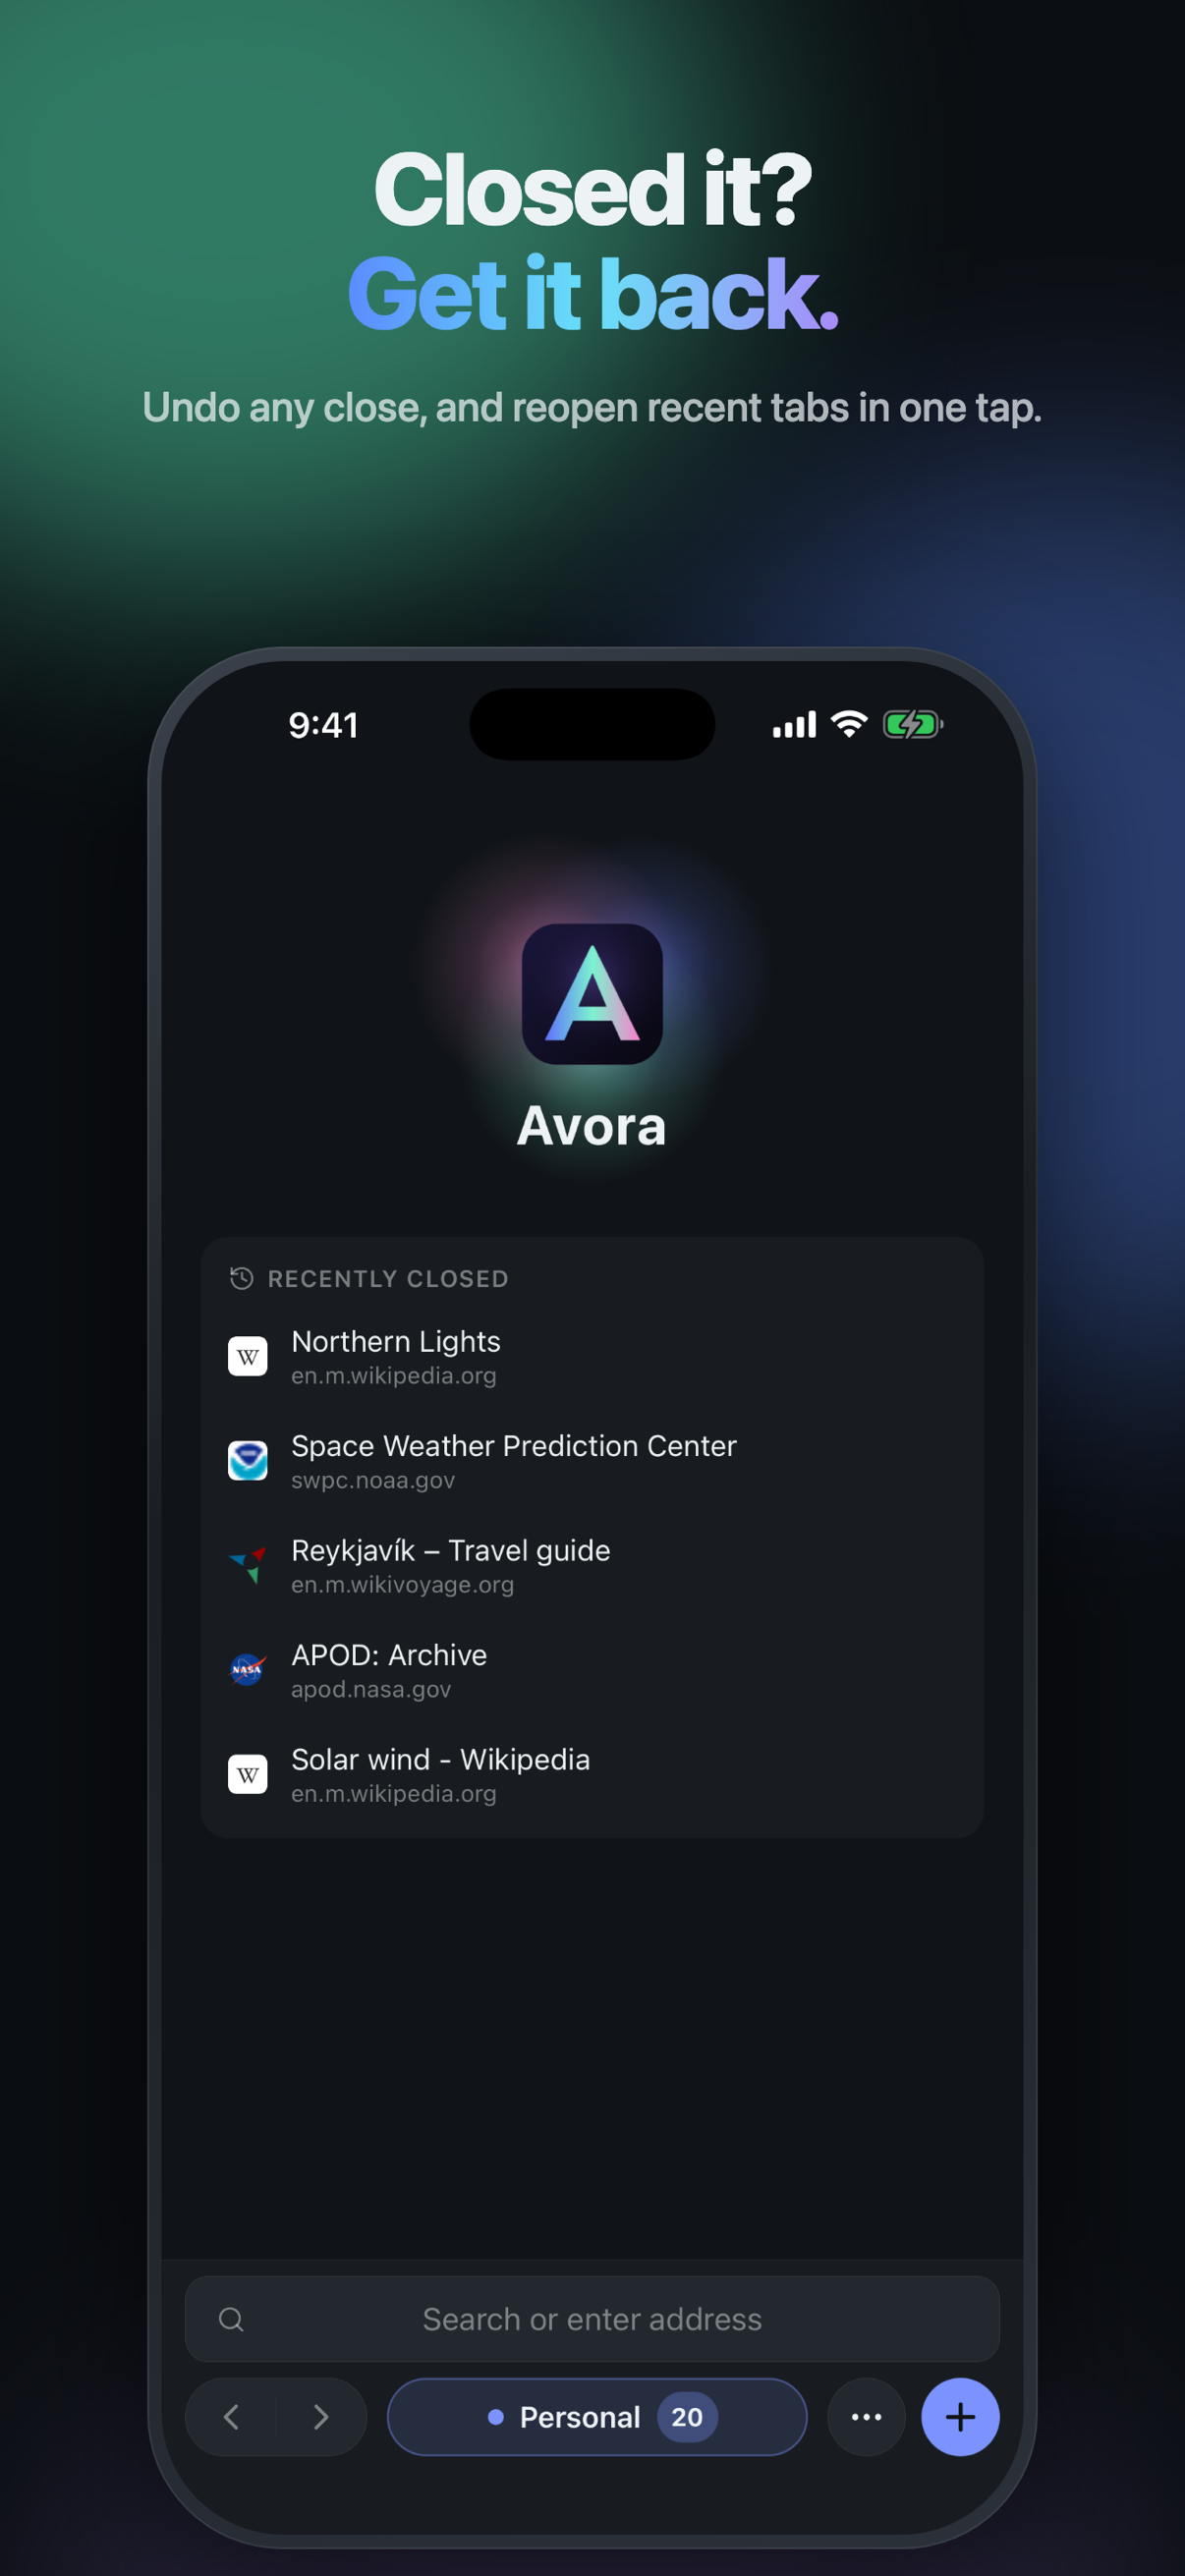 Closed it?
Get it back.
Undo any close, and reopen recent tabs in one tap.
9:41
A
Avora
RECENTLY CLOSED
W
Northern Lights
en.m.wikipedia.org
Space Weather Prediction Center
swpc.noaa.gov
Reykjavík – Travel guide
en.m.wikivoyage.org
NASA
APOD: Archive
apod.nasa.gov
W
Solar wind - Wikipedia
en.m.wikipedia.org
Search or enter address
Personal 20